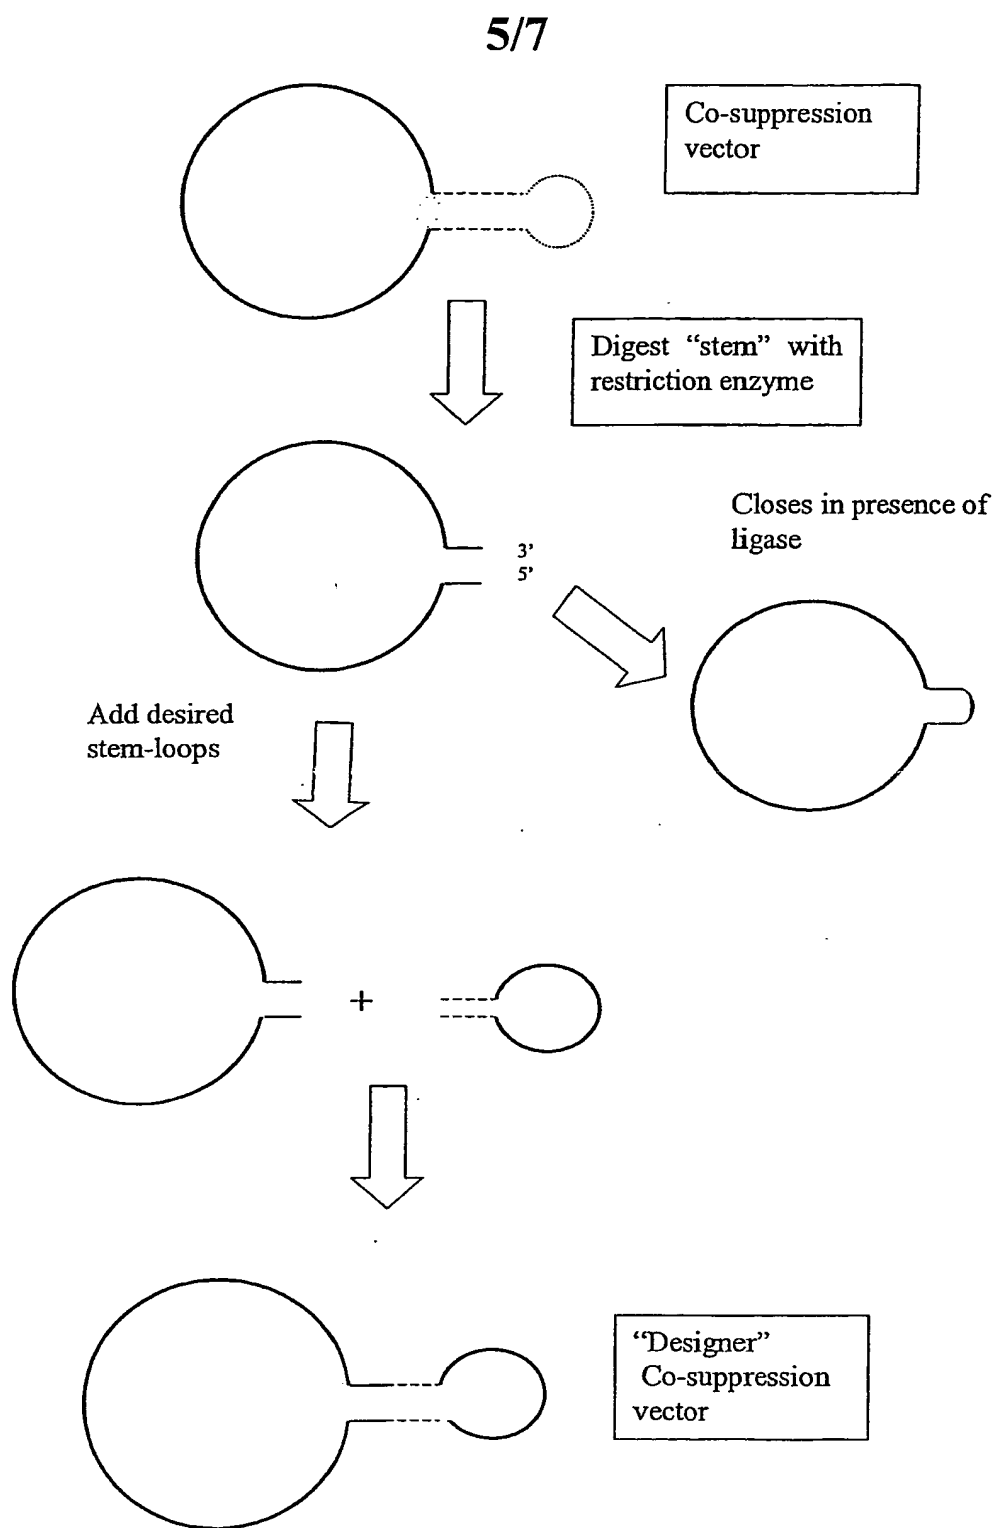 5/7
Co-suppression
vector
Digest “stem” with
restriction enzyme
Closes in presence of
ligase
3’
5’
Add desired
stem-loops
+
“Designer”
Co-suppression
vector